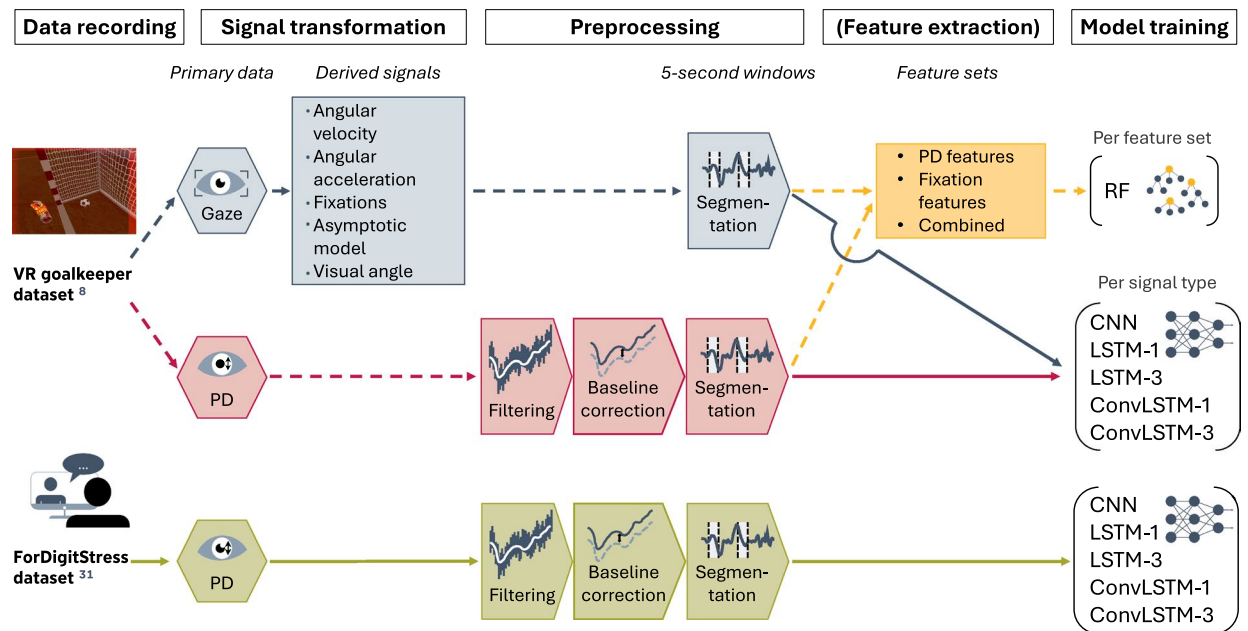 Data recording
Signal transformation
Preprocessing
(Feature extraction)
Model training
Primary data
Derived signals
5-second windows
Feature sets
• Angular
velocity
• Angular
acceleration
• Fixations
• Asymptotic
model
• Visual angle
Gaze
Segmen-
tation
• PD features
• Fixation
features
• Combined
Per feature set
RF
VR goalkeeper
dataset 8
PD
Filtering
Baseline
correction
Segmen-
tation
Per signal type
CNN
LSTM-1
LSTM-3
ConvLSTM-1
ConvLSTM-3
...
ForDigitStress
dataset 31
PD
Filtering
Baseline
correction
Segmen-
tation
CNN
LSTM-1
LSTM-3
ConvLSTM-1
ConvLSTM-3